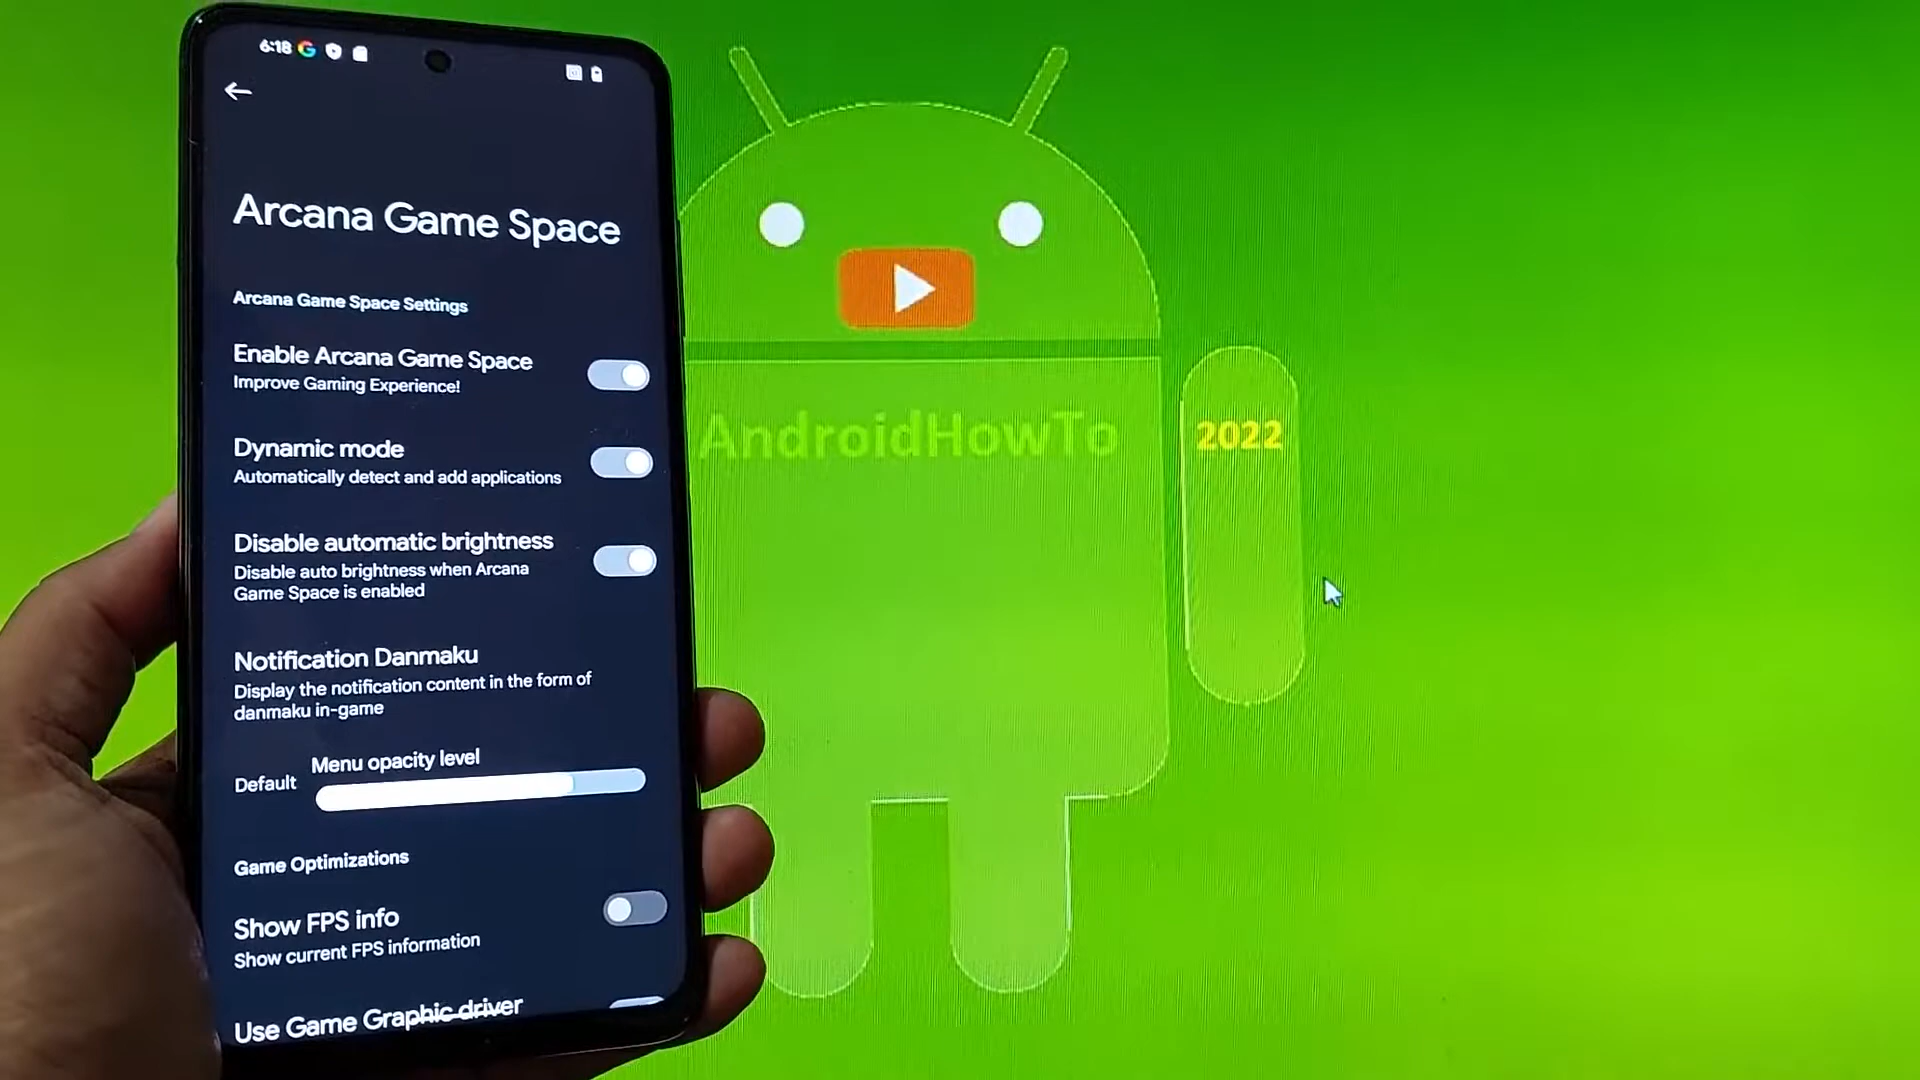 6:18
Arcana Game Space
Arcana Game Space Settings
Enable Arcana Game Space
Improve Gaming Experience!
Dynamic mode
Automatically detect and add applications
Disable automatic brightness
Disable auto brightness when Arcana
Game Space is enabled
Notification Danmaku
Display the notification content in the form of
danmaku in-game
Menu opacity level
Default
Game Optimizations
Show FPS info
Show current FPS information
Use Game Graphic driver
AndroidHowTo
2022